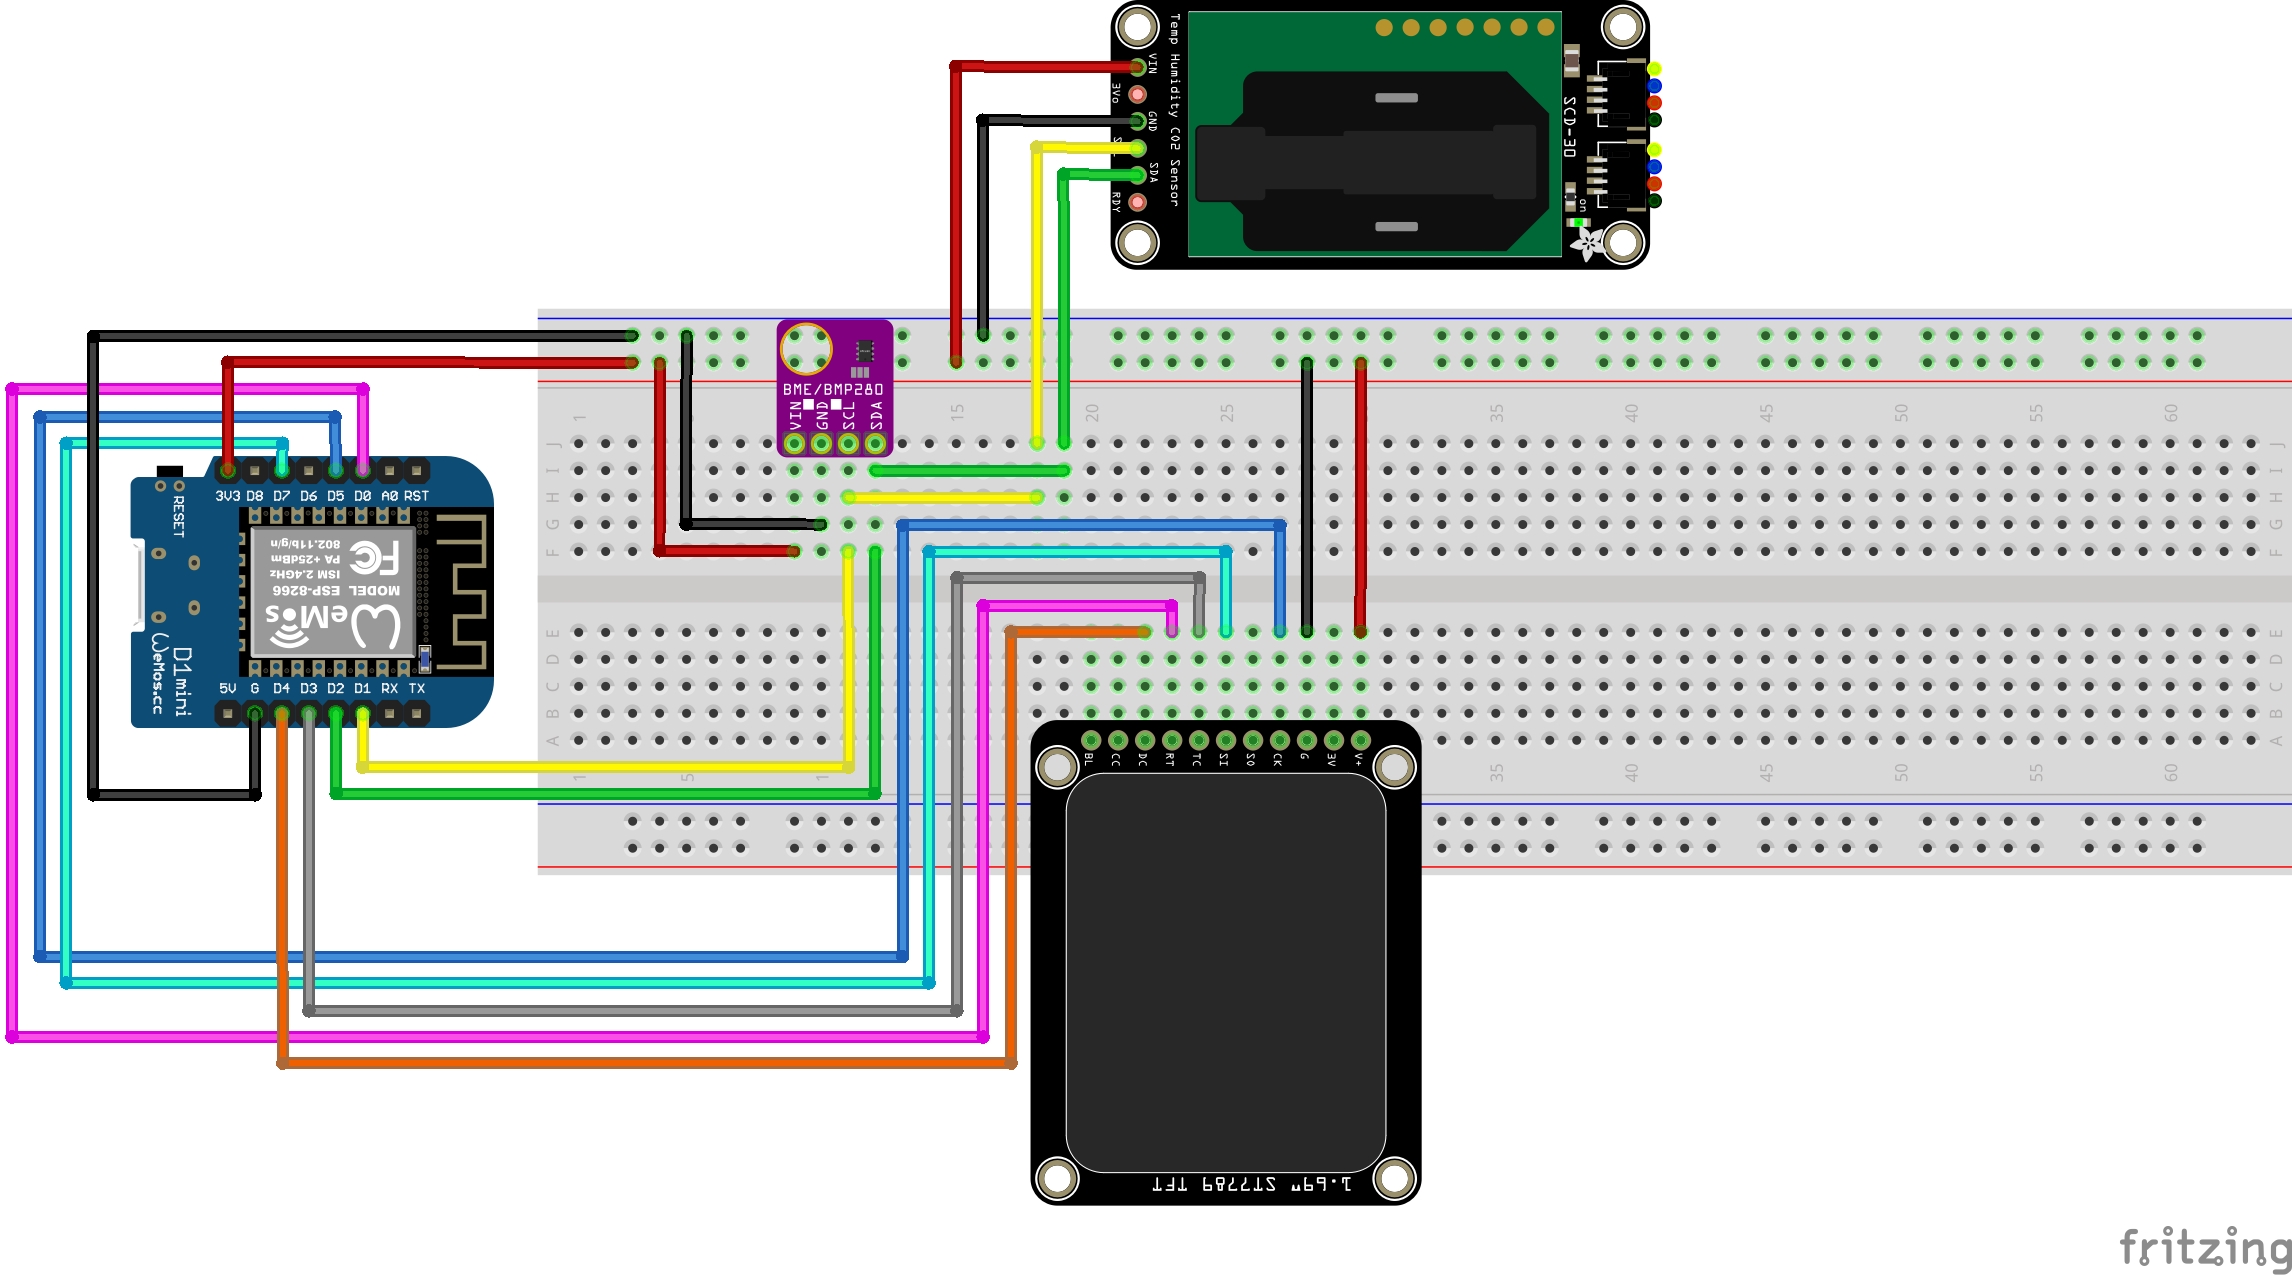 Temp Humidity CO2 Sensor
VIN
3Vo
GND
SDA
RDY
SCD-30
on
BME/BMP280
VIN GND SCL SDA
1 15 20 25 35 40 45 50 55 60
J J
I I
H H
G G
F F
3V3 D8 D7 D6 D5 D0 A0 RST
RESET
WeMos
MODEL ESP-8266
ISM 2.4GHz
PA +25dBm
802.11b/g/n
FC
D1 mini
WeMos.cc
5V G D4 D3 D2 D1 RX TX
E E
D D
C C
B B
A A
1 5 1 35 40 45 50 55 60
BL CC DC RT TC SI SO CK G 3V V+
1.69" ST7789 TFT
fritzing